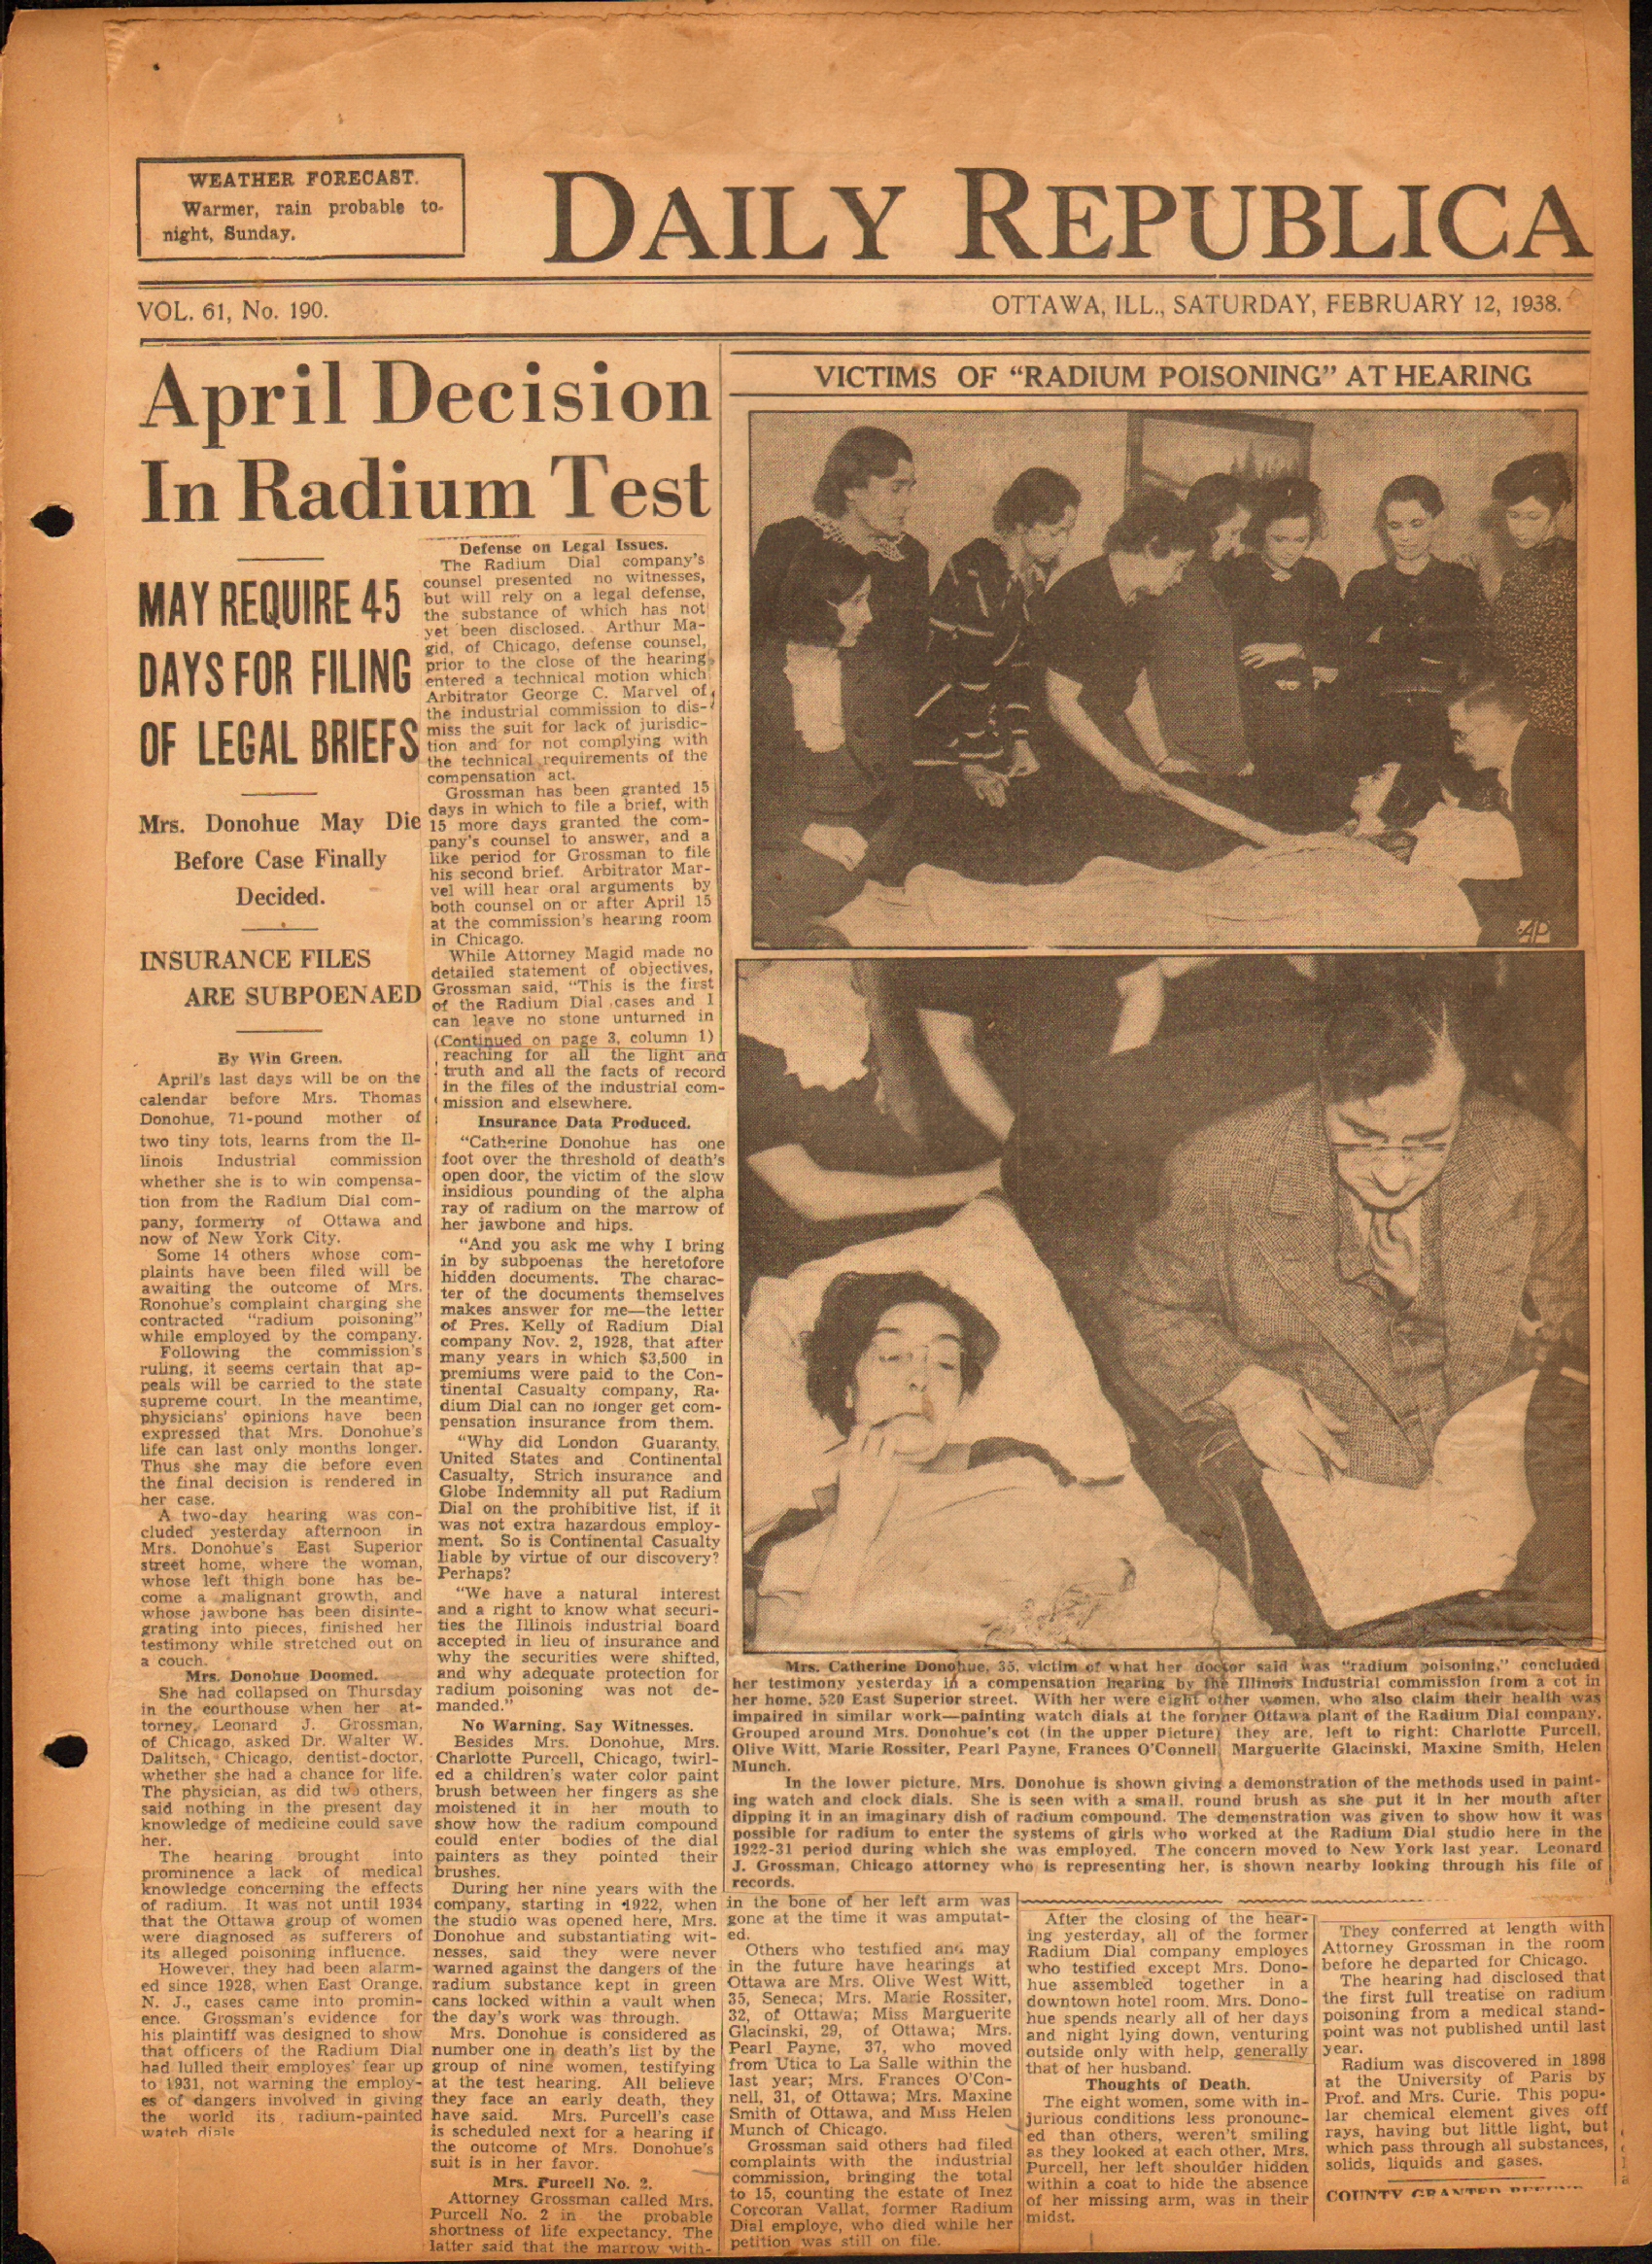 WEATHER FORECAST.
Warmer, rain probable to-
night, Sunday.
DAILY REPUBLICA
VOL. 61, No. 190.
OTTAWA, ILL., SATURDAY, FEBRUARY 12, 1938.
April Decision
In Radium Test
MAY REQUIRE 45
DAYS FOR FILING
OF LEGAL BRIEFS
Mrs. Donohue May Die
Before Case Finally
Decided.
INSURANCE FILES
ARE SUBPOENAED
By Win Green.
April's last days will be on the
calendar before Mrs. Thomas
Donohue, 71-pound mother of
two tiny tots, learns from the Il-
linois Industrial commission
whether she is to win compensa-
tion from the Radium Dial com-
pany, formerry of Ottawa and
now of New York City.
Some 14 others whose com-
plaints have been filed will be
awaiting the outcome of Mrs.
Ronohue's complaint charging she
contracted "radium poisoning"
while employed by the company.
Following the commission's
ruling, it seems certain that ap-
peals will be carried to the state
supreme court. In the meantime,
physicians' opinions have been
expressed that Mrs. Donohue's
life can last only months longer.
Thus she may die before even
the final decision is rendered in
her case.
A two-day hearing was con-
cluded yesterday afternoon in
Mrs. Donohue's East Superior
street home, where the woman,
whose left thigh bone has be-
come a malignant growth, and
whose jawbone has been disinte-
grating into pieces, finished her
testimony while stretched out on
a couch.
Mrs. Donohue Doomed.
She had collapsed on Thursday
in the courthouse when her at-
torney, Leonard J. Grossman,
of Chicago, asked Dr. Walter W.
Dalitsch, Chicago, dentist-doctor,
whether she had a chance for life.
The physician, as did two others,
said nothing in the present day
knowledge of medicine could save
her.
The hearing brought into
prominence a lack of medical
knowledge concerning the effects
of radium. It was not until 1934
that the Ottawa group of women
were diagnosed as sufferers of
its alleged poisoning influence.
However, they had been alarm-
ed since 1928, when East Orange,
N. J., cases came into promin-
ence. Grossman's evidence for
his plaintiff was designed to show
that officers of the Radium Dial
had lulled their employes' fear up
to 1931, not warning the employ-
es of dangers involved in giving
the world its radium-painted
watch dials
Defense on Legal Issues.
The Radium Dial company's
counsel presented no witnesses,
but will rely on a legal defense,
the substance of which has not
yet been disclosed. Arthur Ma-
gid, of Chicago, defense counsel,
prior to the close of the hearing,
entered a technical motion which
Arbitrator George C. Marvel of
the industrial commission to dis-
miss the suit for lack of jurisdic-
tion and for not complying with
the technical requirements of the
compensation act.
Grossman has been granted 15
days in which to file a brief, with
15 more days granted the com-
pany's counsel to answer, and a
like period for Grossman to file
his second brief. Arbitrator Mar-
vel will hear oral arguments by
both counsel on or after April 15
at the commission's hearing room
in Chicago.
While Attorney Magid made no
detailed statement of objectives,
Grossman said, "This is the first
of the Radium Dial cases and I
can leave no stone unturned in
(Continued on page 3, column 1)
reaching for all the light and
truth and all the facts of record
in the files of the industrial com-
mission and elsewhere.
Insurance Data Produced.
"Catherine Donohue has one
foot over the threshold of death's
open door, the victim of the slow
insidious pounding of the alpha
ray of radium on the marrow of
her jawbone and hips.
"And you ask me why I bring
in by subpoenas the heretofore
hidden documents. The charac-
ter of the documents themselves
makes answer for me—the letter
of Pres. Kelly of Radium Dial
company Nov. 2, 1928, that after
many years in which $3,500 in
premiums were paid to the Con-
tinental Casualty company, Ra-
dium Dial can no longer get com-
pensation insurance from them.
"Why did London Guaranty,
United States and Continental
Casualty, Strich insurance and
Globe Indemnity all put Radium
Dial on the prohibitive list, if it
was not extra hazardous employ-
ment. So is Continental Casualty
liable by virtue of our discovery?
Perhaps?
"We have a natural interest
and a right to know what securi-
ties the Illinois industrial board
accepted in lieu of insurance and
why the securities were shifted,
and why adequate protection for
radium poisoning was not de-
manded."
No Warning, Say Witnesses.
Besides Mrs. Donohue, Mrs.
Charlotte Purcell, Chicago, twirl-
ed a children's water color paint
brush between her fingers as she
moistened it in her mouth to
show how the radium compound
could enter bodies of the dial
painters as they pointed their
brushes.
During her nine years with the
company, starting in 1922, when
the studio was opened here, Mrs.
Donohue and substantiating wit-
nesses, said they were never
warned against the dangers of the
radium substance kept in green
cans locked within a vault when
the day's work was through.
Mrs. Donohue is considered as
number one in death's list by the
group of nine women, testifying
at the test hearing. All believe
they face an early death, they
have said. Mrs. Purcell's case
is scheduled next for a hearing if
the outcome of Mrs. Donohue's
suit is in her favor.
Mrs. Purcell No. 2.
Attorney Grossman called Mrs.
Purcell No. 2 in the probable
shortness of life expectancy. The
latter said that the marrow with-
VICTIMS OF "RADIUM POISONING" AT HEARING
AP
Mrs. Catherine Donohue, 35, victim of what her doctor said was "radium poisoning," concluded
her testimony yesterday in a compensation hearing by the Illinois Industrial commission from a cot in
her home, 520 East Superior street. With her were eight other women, who also claim their health was
impaired in similar work—painting watch dials at the former Ottawa plant of the Radium Dial company.
Grouped around Mrs. Donohue's cot (in the upper picture) they are, left to right: Charlotte Purcell,
Olive Witt, Marie Rossiter, Pearl Payne, Frances O'Connell, Marguerite Glacinski, Maxine Smith, Helen
Munch.
In the lower picture, Mrs. Donohue is shown giving a demonstration of the methods used in paint-
ing watch and clock dials. She is seen with a small, round brush as she put it in her mouth after
dipping it in an imaginary dish of radium compound. The demonstration was given to show how it was
possible for radium to enter the systems of girls who worked at the Radium Dial studio here in the
1922-31 period during which she was employed. The concern moved to New York last year. Leonard
J. Grossman, Chicago attorney who is representing her, is shown nearby looking through his file of
records.
in the bone of her left arm was
gone at the time it was amputat-
ed.
Others who testified and may
in the future have hearings at
Ottawa are Mrs. Olive West Witt,
35, Seneca; Mrs. Marie Rossiter,
32, of Ottawa; Miss Marguerite
Glacinski, 29, of Ottawa; Mrs.
Pearl Payne, 37, who moved
from Utica to La Salle within the
last year; Mrs. Frances O'Con-
nell, 31, of Ottawa; Mrs. Maxine
Smith of Ottawa, and Miss Helen
Munch of Chicago.
Grossman said others had filed
complaints with the industrial
commission, bringing the total
to 15, counting the estate of Inez
Corcoran Vallat, former Radium
Dial employe, who died while her
petition was still on file.
After the closing of the hear-
ing yesterday, all of the former
Radium Dial company employes
who testified except Mrs. Dono-
hue assembled together in a
downtown hotel room. Mrs. Dono-
hue spends nearly all of her days
and night lying down, venturing
outside only with help, generally
that of her husband.
Thoughts of Death.
The eight women, some with in-
jurious conditions less pronounc-
ed than others, weren't smiling
as they looked at each other. Mrs.
Purcell, her left shoulder hidden
within a coat to hide the absence
of her missing arm, was in their
midst.
They conferred at length with
Attorney Grossman in the room
before he departed for Chicago.
The hearing had disclosed that
the first full treatise on radium
poisoning from a medical stand-
point was not published until last
year.
Radium was discovered in 1898
at the University of Paris by
Prof. and Mrs. Curie. This popu-
lar chemical element gives off
rays, having but little light, but
which pass through all substances,
solids, liquids and gases.
COUNTY GRANTED